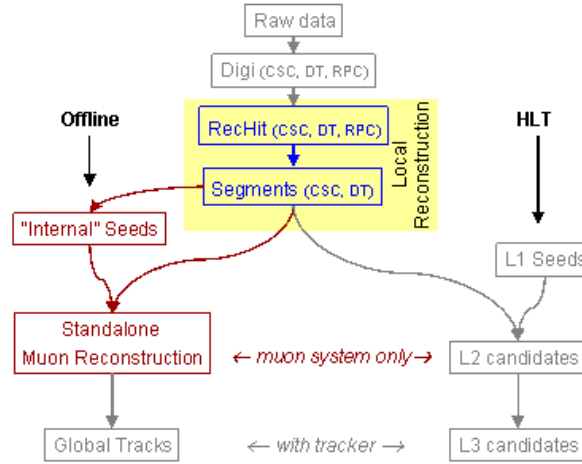 Raw data
Digi (CSC, DT, RPC)
Offline
RecHit (CSC, DT, RPC)
Local
Reconstruction
HLT
Segments (CSC, DT)
"Internal" Seeds
L1 Seeds
Standalone
Muon Reconstruction
← muon system only →
L2 candidates
Global Tracks
← with tracker →
L3 candidates